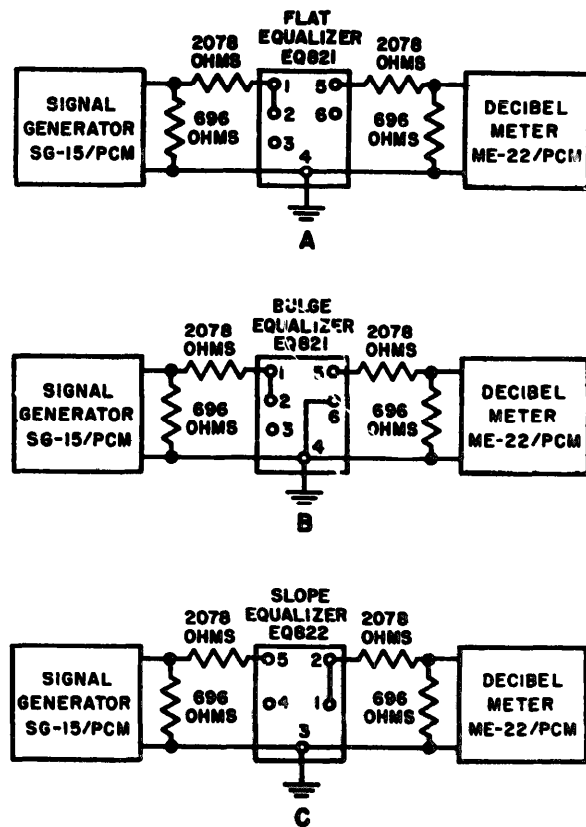 FLAT
EQUALIZER
EQ821
2078
OHMS
2078
OHMS
SIGNAL
GENERATOR
SG-15/PCM
696
OHMS
1
2
3
4
5
6
696
OHMS
DECIBEL
METER
ME-22/PCM
A
BULGE
EQUALIZER
EQ821
2078
OHMS
2078
OHMS
SIGNAL
GENERATOR
SG-15/PCM
696
OHMS
1
2
3
4
5
6
696
OHMS
DECIBEL
METER
ME-22/PCM
B
SLOPE
EQUALIZER
EQ822
2078
OHMS
2078
OHMS
SIGNAL
GENERATOR
SG-15/PCM
696
OHMS
5
4
3
2
1
696
OHMS
DECIBEL
METER
ME-22/PCM
C